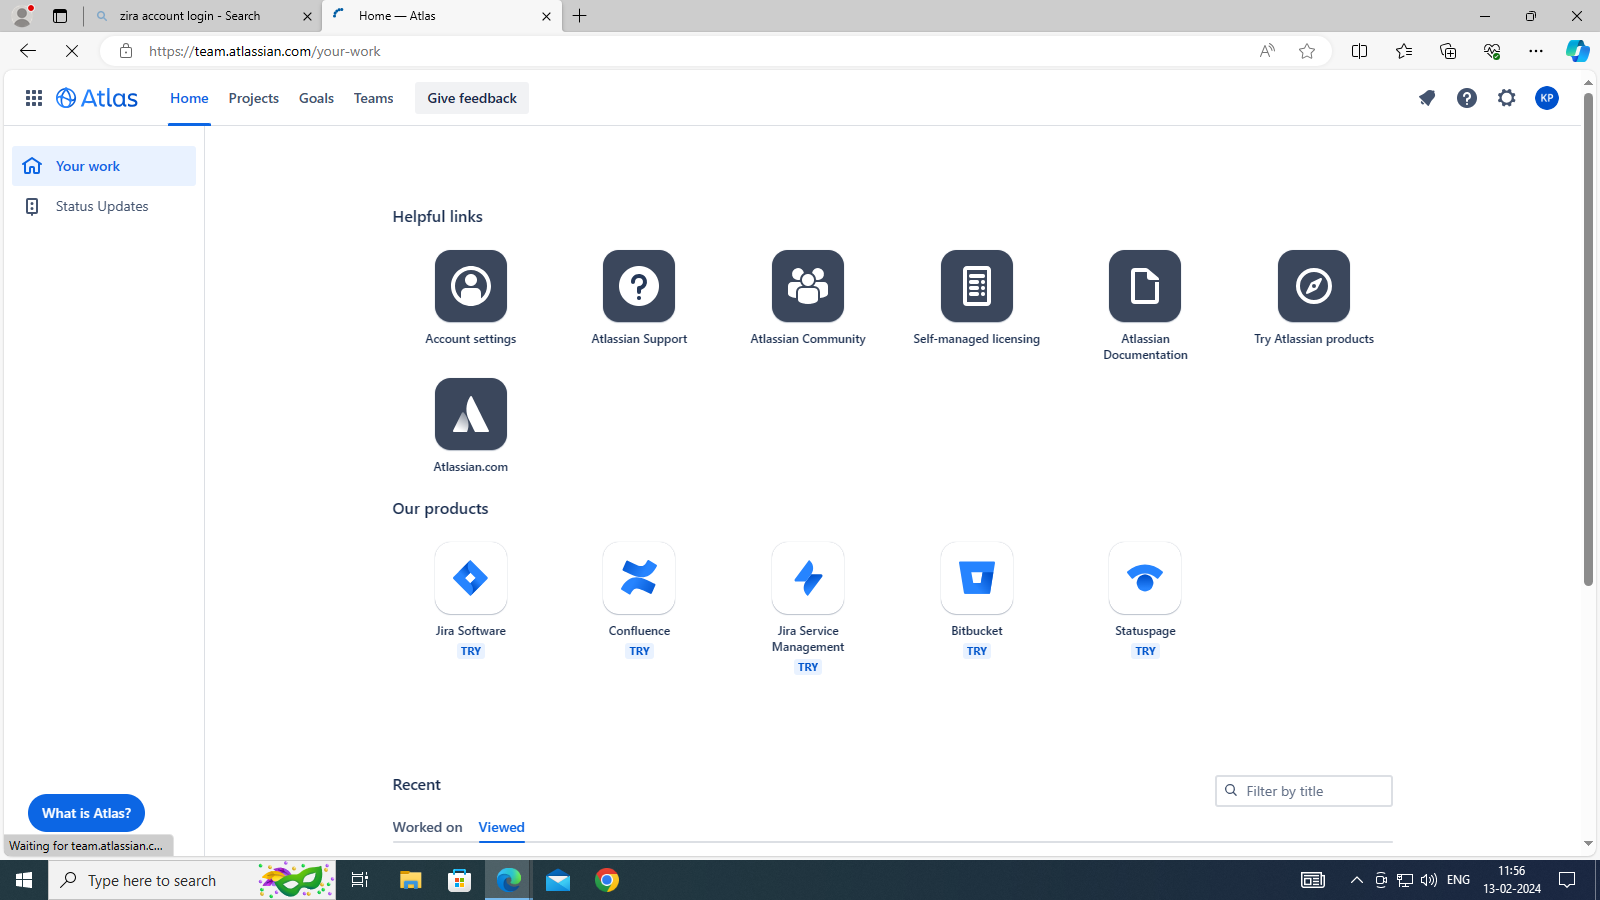 zira account login - Search
Home — Atlas
https://team.atlassian.com/your-work
Atlas
Home
Projects
Goals
Teams
Give feedback
KP
Your work
Status Updates
Helpful links
Account settings
Atlassian Support
Atlassian Community
Self-managed licensing
Atlassian
Documentation
Try Atlassian products
Atlassian.com
Our products
Jira Software
TRY
Confluence
TRY
Jira Service
Management
TRY
Bitbucket
TRY
Statuspage
TRY
Recent
Filter by title
Worked on
Viewed
What is Atlas?
Waiting for team.atlassian.c...
Type here to search
ENG
11:56
13-02-2024